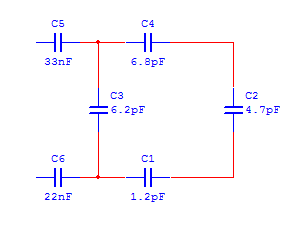 C5 C4
33nF 6.8pF
C3 C2
6.2pF 4.7pF
C6 C1
22nF 1.2pF